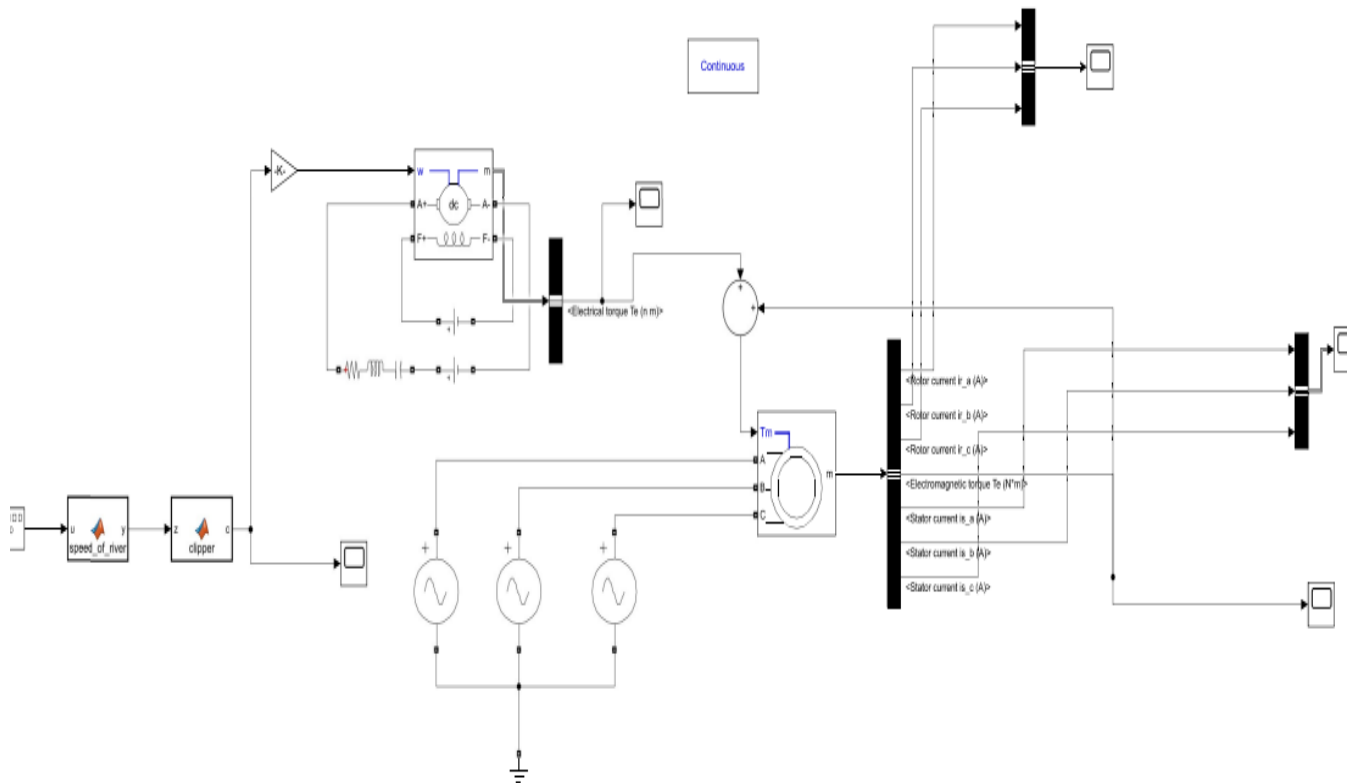 Continuous
-K-
w
m
A+
dc
A-
F+
F-
+
+
<Electrical torque Te (n m)>
+
+
<Rotor current ir_a (A)>
<Rotor current ir_b (A)>
<Rotor current ir_c (A)>
<Electromagnetic torque Te (N*m)>
<Stator current is_a (A)>
<Stator current is_b (A)>
<Stator current is_c (A)>
Tm
A
B
C
m
u
y
speed_of_river
z
c
clipper
+
+
+